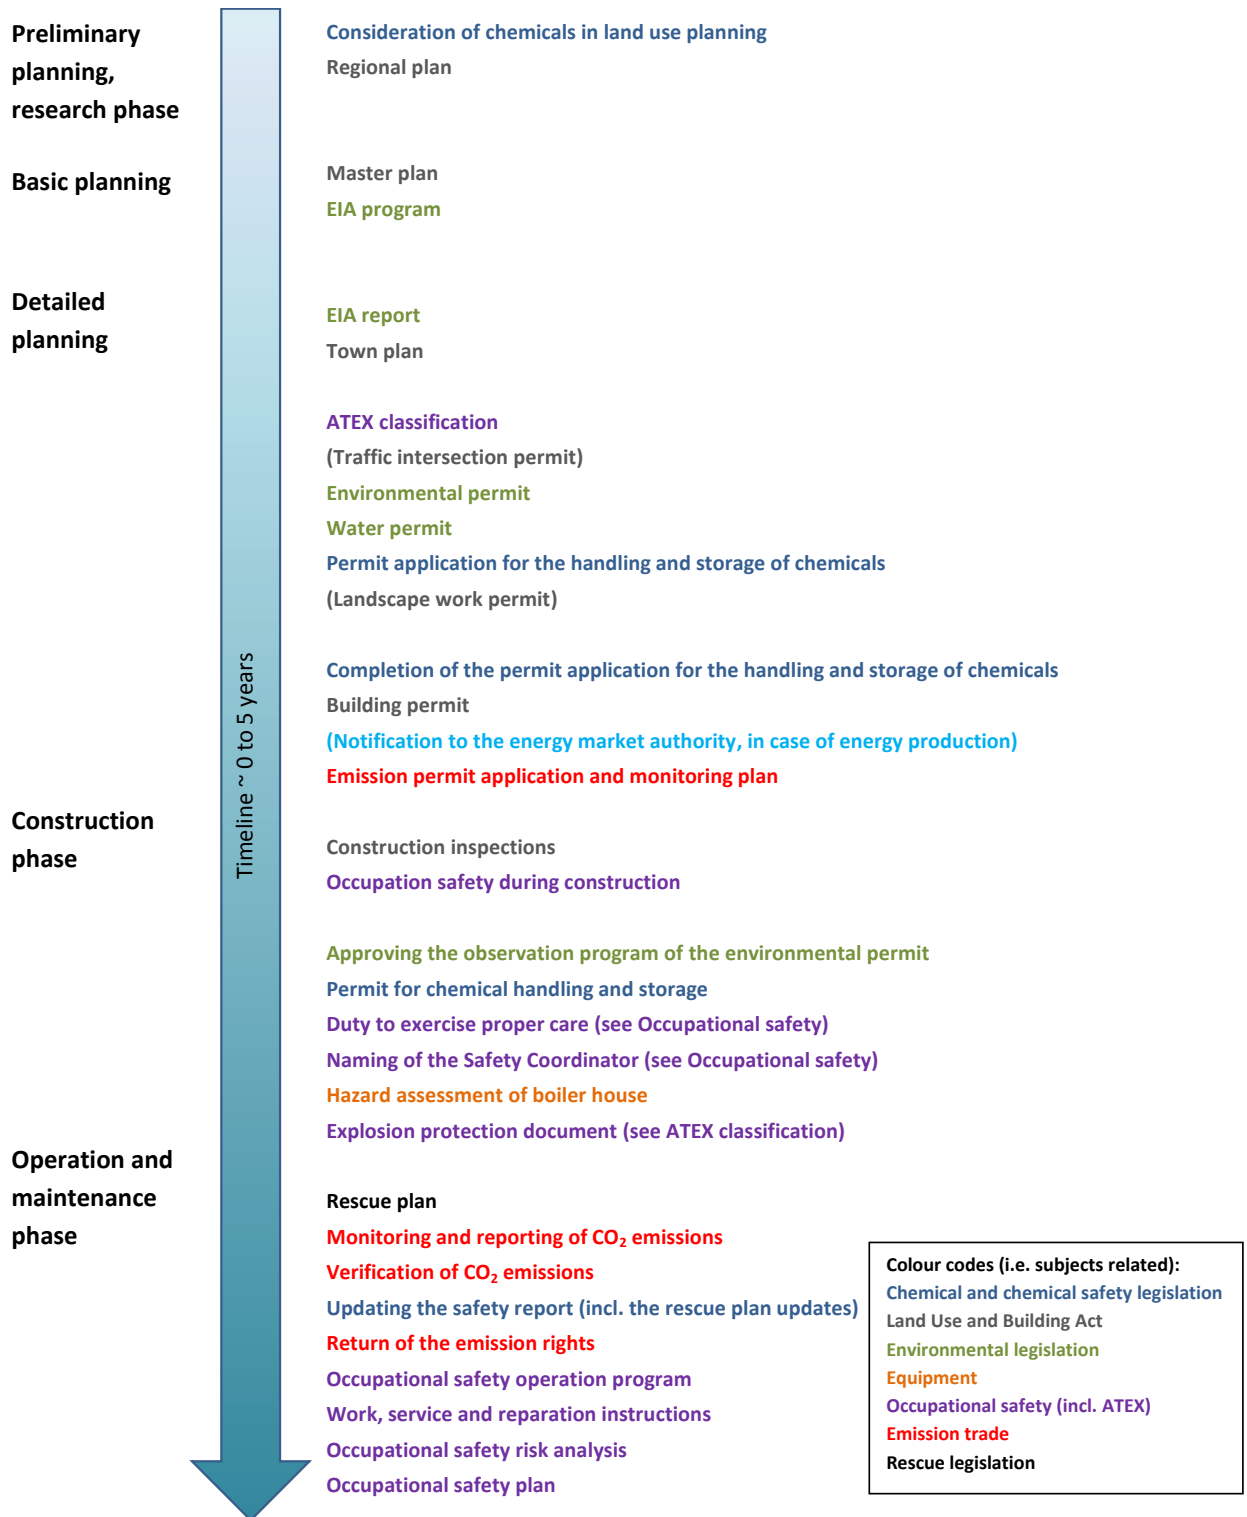 Preliminary
planning,
research phase
Consideration of chemicals in land use planning
Regional plan
Basic planning
Master plan
EIA program
Detailed
planning
EIA report
Town plan
ATEX classification
(Traffic intersection permit)
Environmental permit
Water permit
Permit application for the handling and storage of chemicals
(Landscape work permit)
Timeline ~ 0 to 5 years
Completion of the permit application for the handling and storage of chemicals
Building permit
(Notification to the energy market authority, in case of energy production)
Emission permit application and monitoring plan
Construction
phase
Construction inspections
Occupation safety during construction
Approving the observation program of the environmental permit
Permit for chemical handling and storage
Duty to exercise proper care (see Occupational safety)
Naming of the Safety Coordinator (see Occupational safety)
Hazard assessment of boiler house
Explosion protection document (see ATEX classification)
Operation and
maintenance
phase
Rescue plan
Monitoring and reporting of CO₂ emissions
Verification of CO₂ emissions
Updating the safety report (incl. the rescue plan updates)
Return of the emission rights
Occupational safety operation program
Work, service and reparation instructions
Occupational safety risk analysis
Occupational safety plan
Colour codes (i.e. subjects related):
Chemical and chemical safety legislation
Land Use and Building Act
Environmental legislation
Equipment
Occupational safety (incl. ATEX)
Emission trade
Rescue legislation